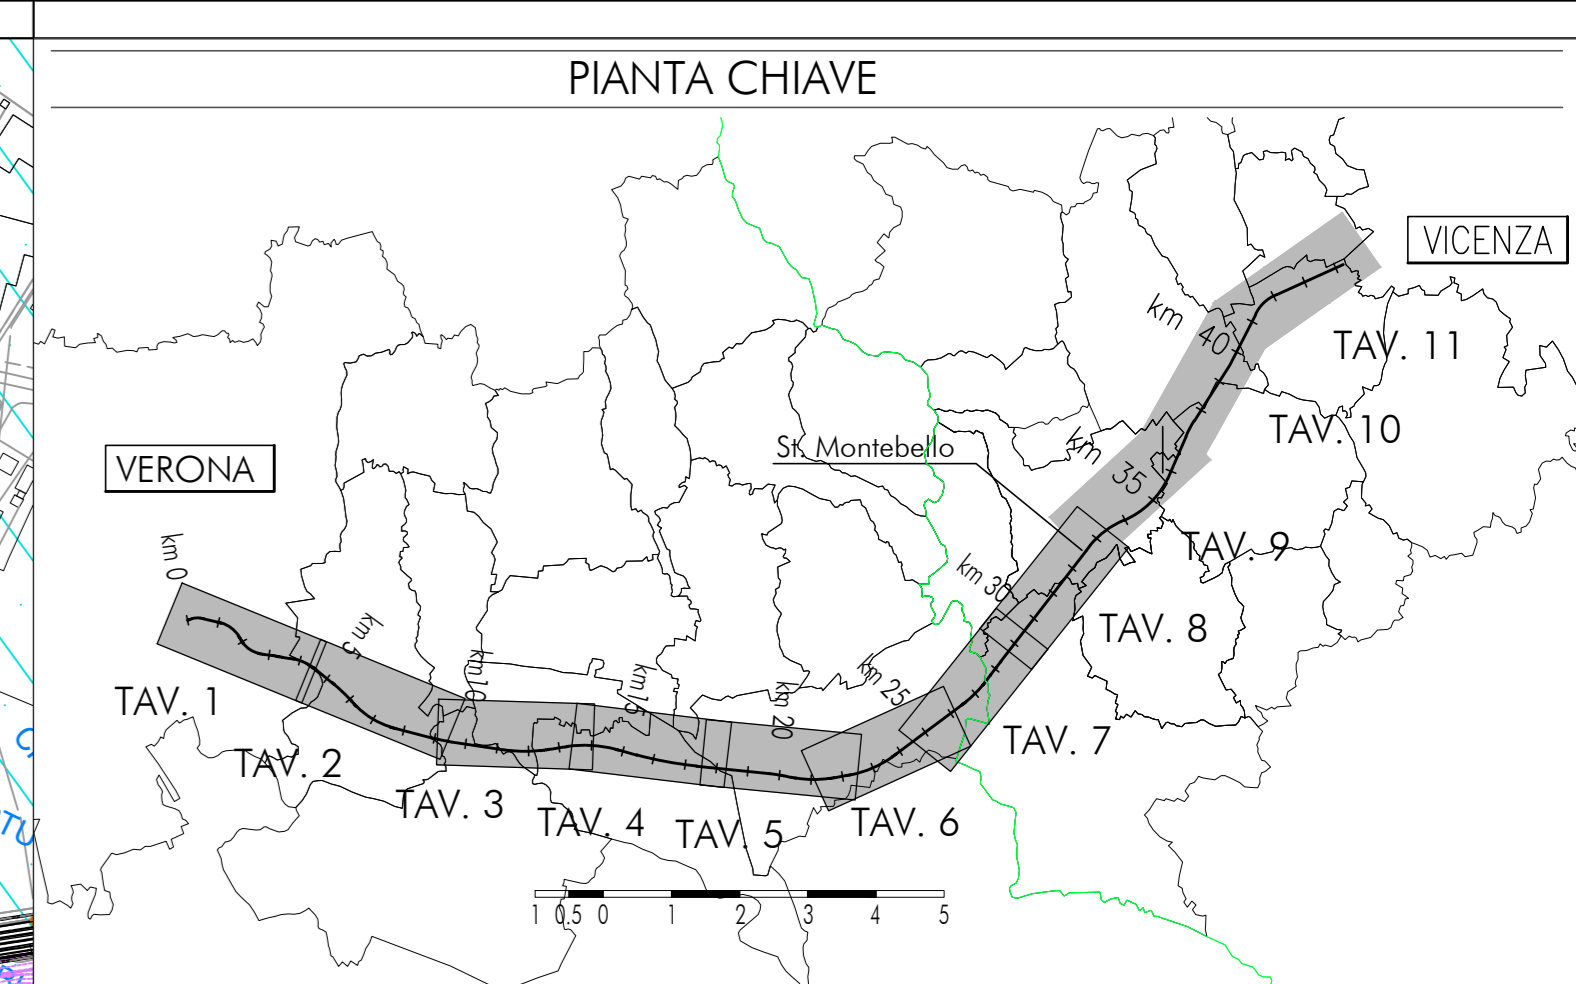 PIANTA CHIAVE
VICENZA
km 40
TAV. 11
TAV. 10
km 35
St. Montebello
VERONA
km 0
TAV. 9
km 30
TAV. 8
km 5
km 10
km 15
km 20
km 25
TAV. 1
TAV. 7
TAV. 2
TAV. 3
TAV. 4
TAV. 5
TAV. 6
1 0.5 0 1 2 3 4 5